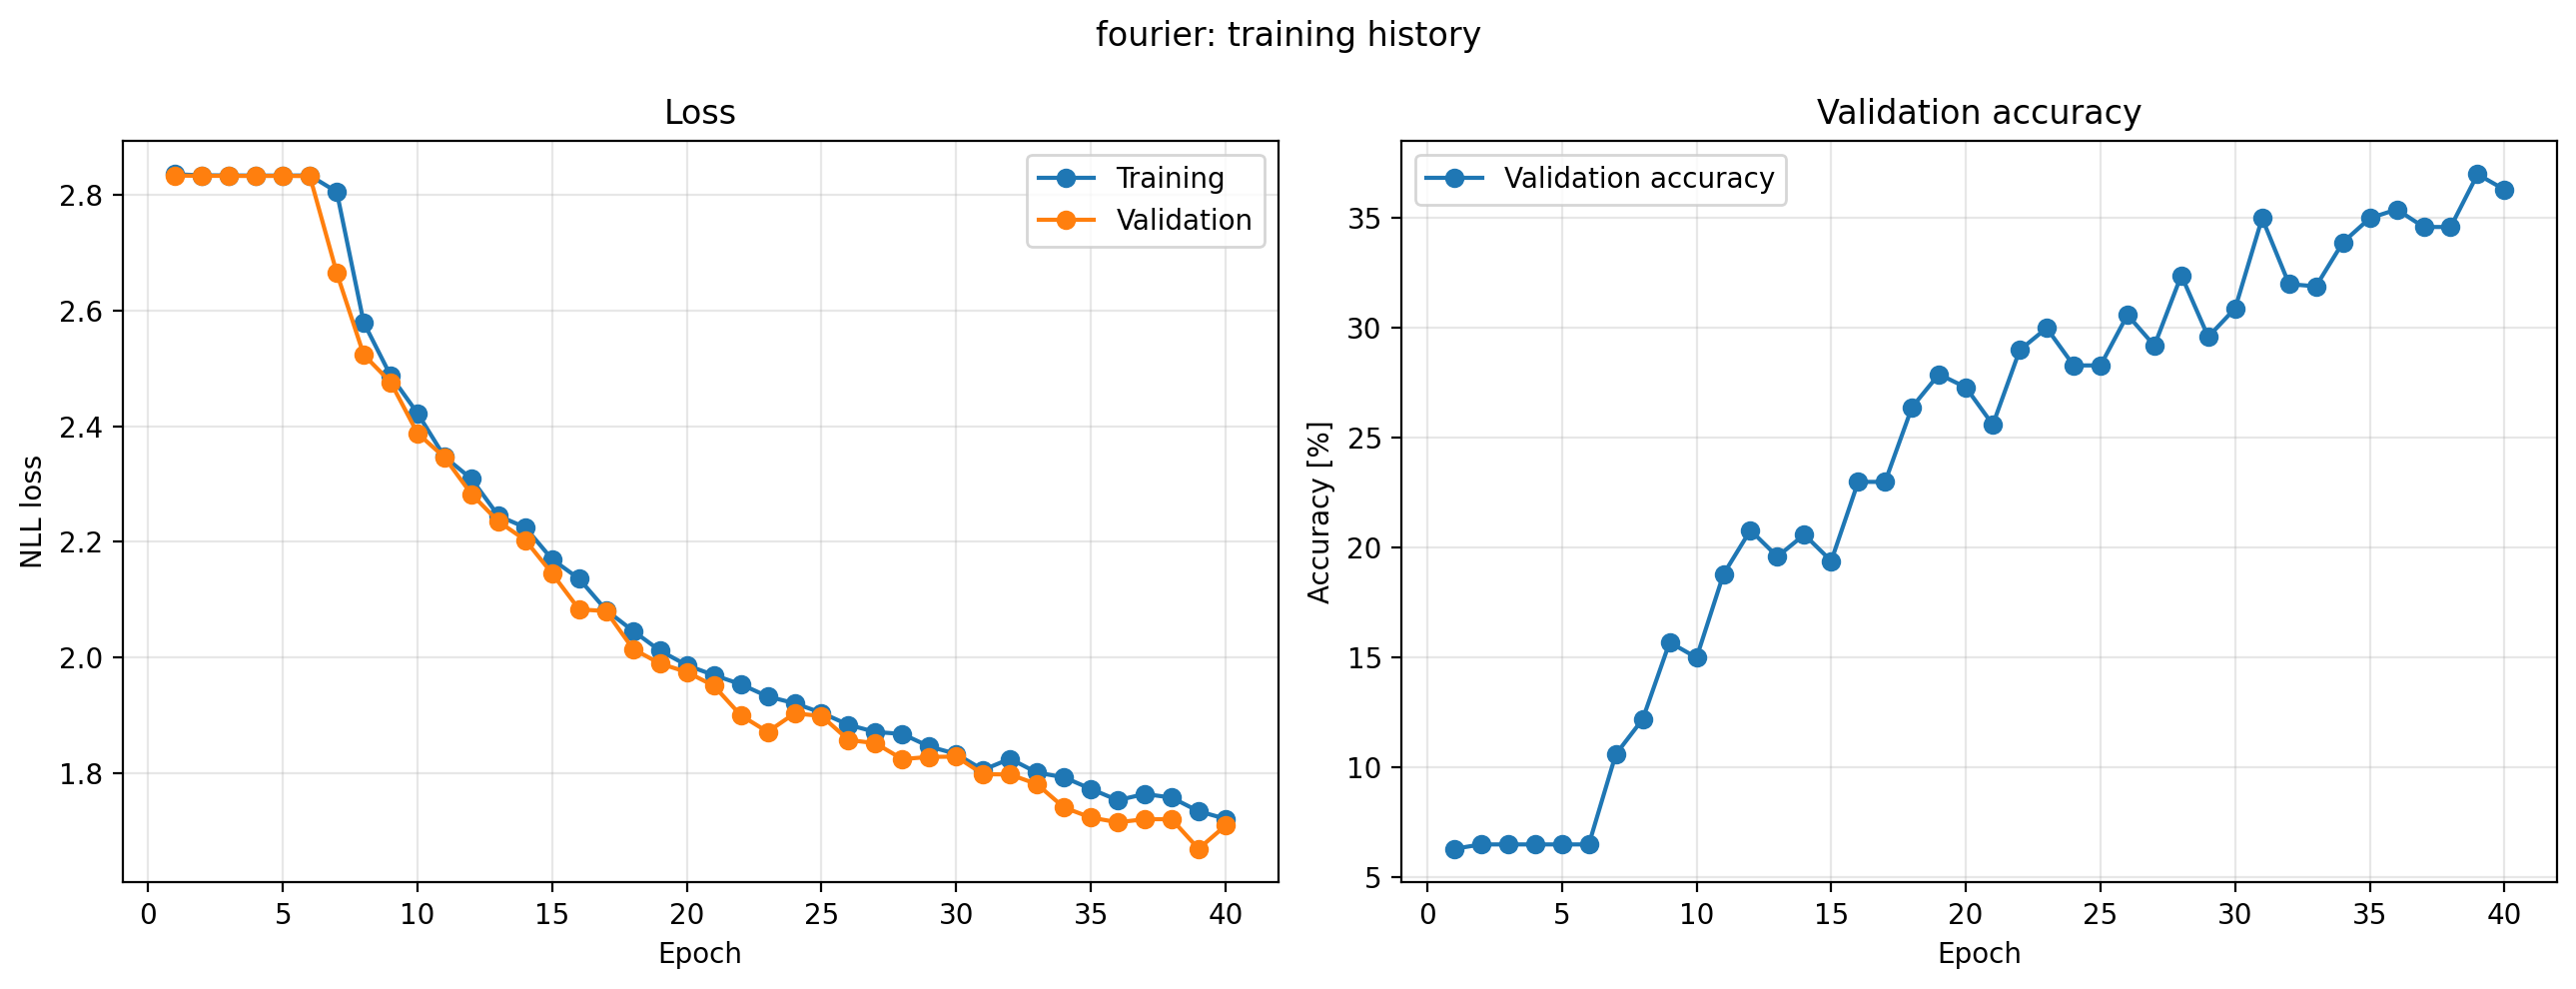 fourier: training history
Loss
NLL loss
2.8
2.6
2.4
2.2
2.0
1.8
Training
Validation
0 5 10 15 20 25 30 35 40
Epoch
Validation accuracy
Accuracy [%]
35
30
25
20
15
10
5
Validation accuracy
0 5 10 15 20 25 30 35 40
Epoch